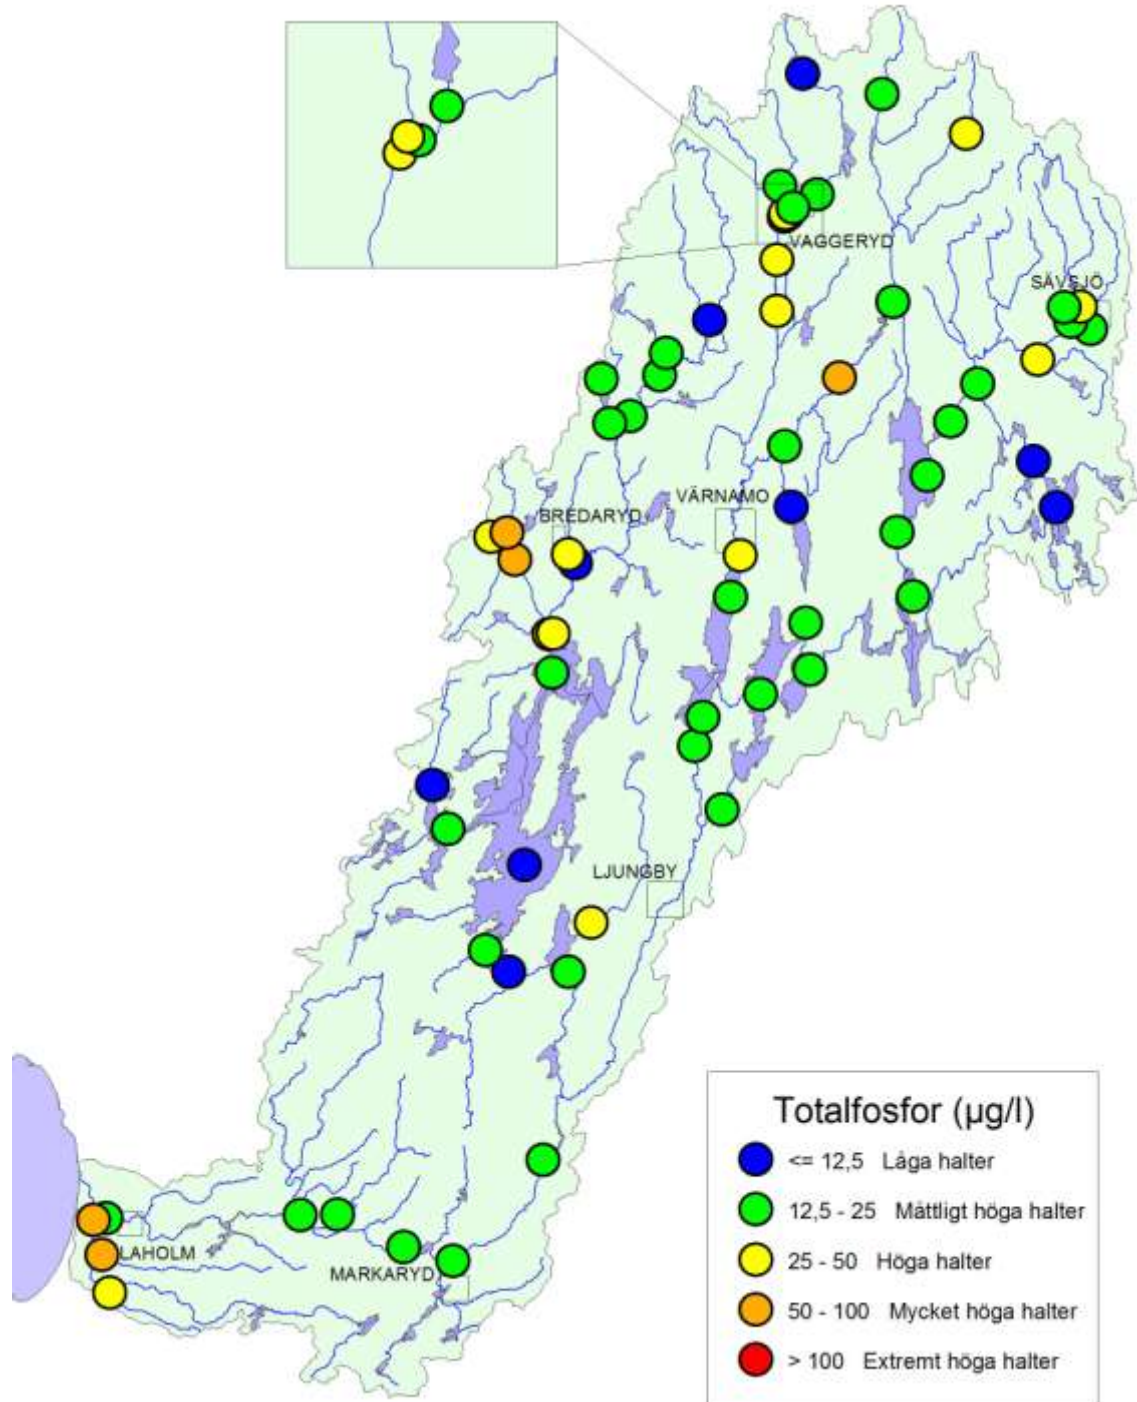 VAGGERYD
SÄVSJÖ
VÄRNAMO
BREDARYD
LJUNGBY
LAHOLM
MARKARYD
Totalfosfor (µg/l)
<= 12,5 Låga halter
12,5 - 25 Måttligt höga halter
25 - 50 Höga halter
50 - 100 Mycket höga halter
> 100 Extremt höga halter